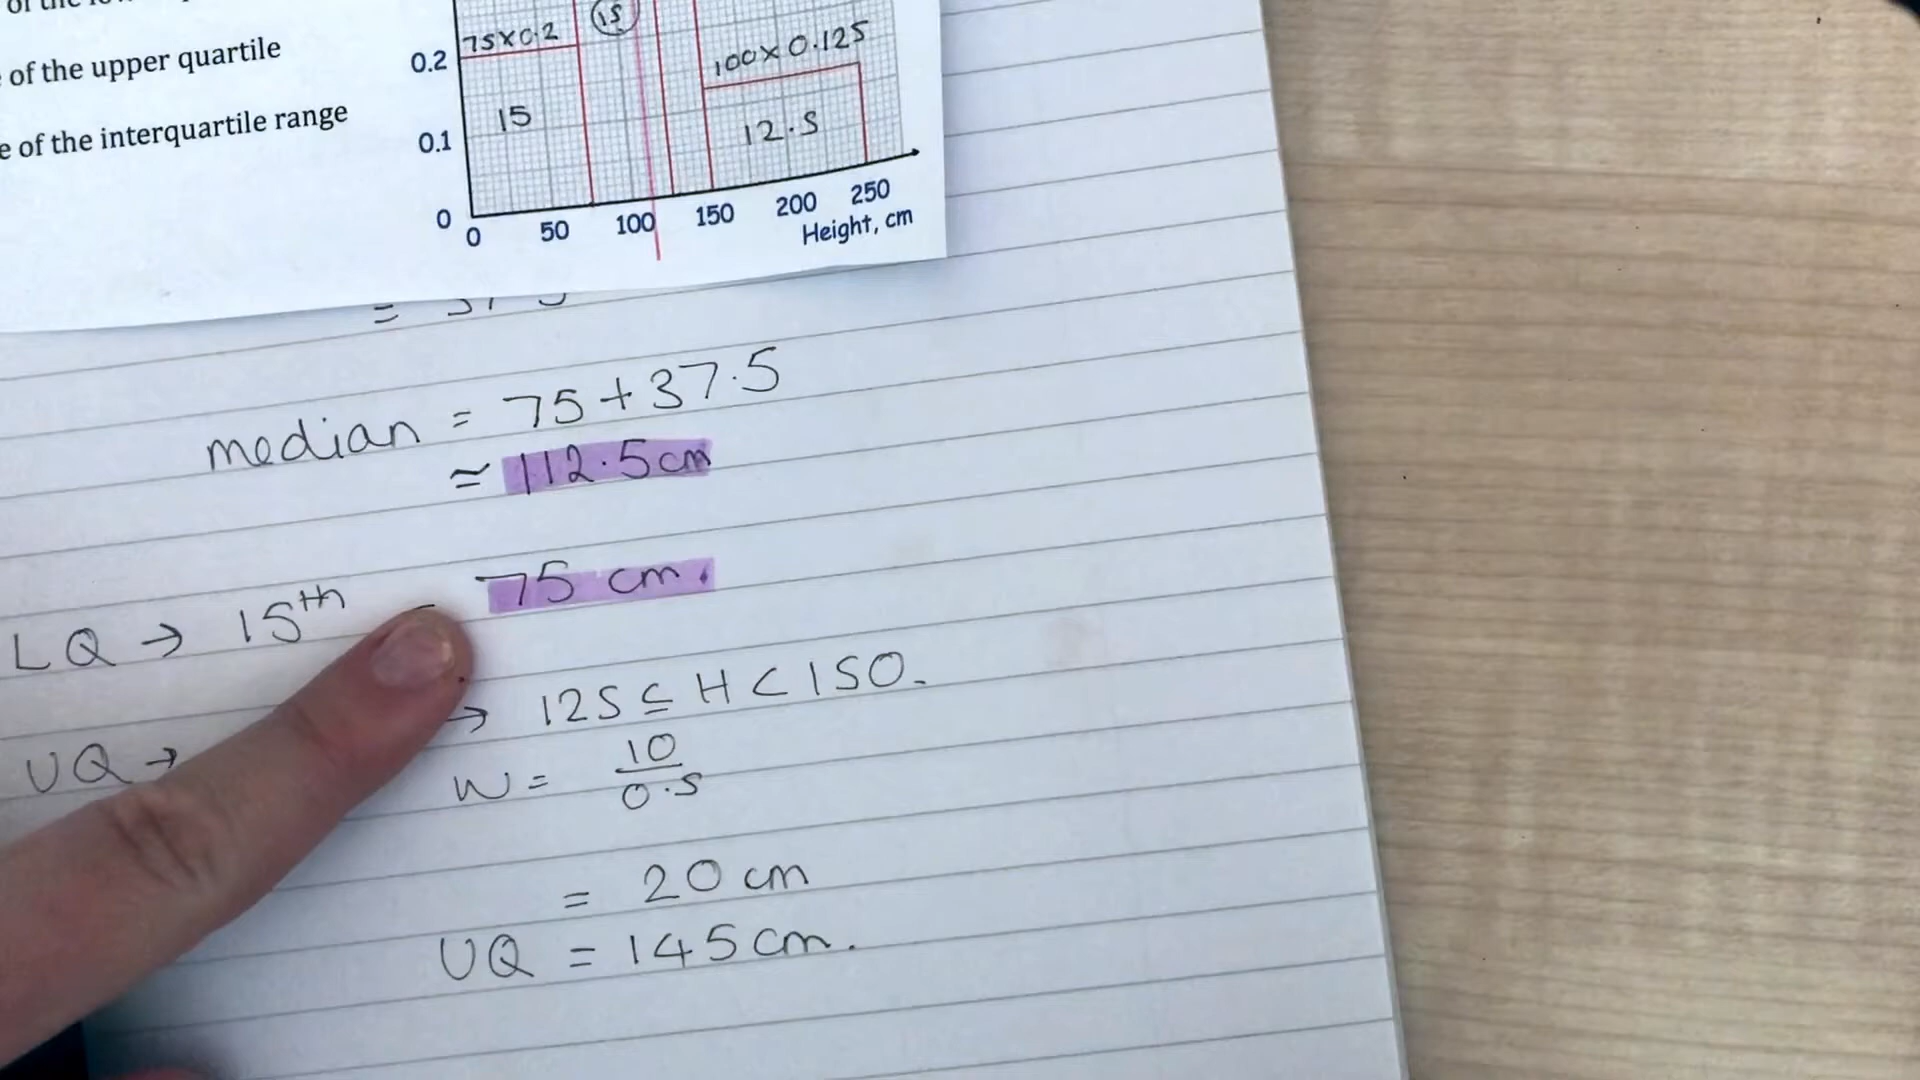 of the upper quartile
e of the interquartile range
0.2
0.1
0
0 50 100 150 200 250
Height, cm
75×0.2
15
15
100×0.125
12.5
median = 75+37.5
≃ 112.5cm
LQ → 15th 75 cm.
UQ → → 125 ≤ H < 150.
W = 10/0.5
= 20 cm
UQ = 145cm.